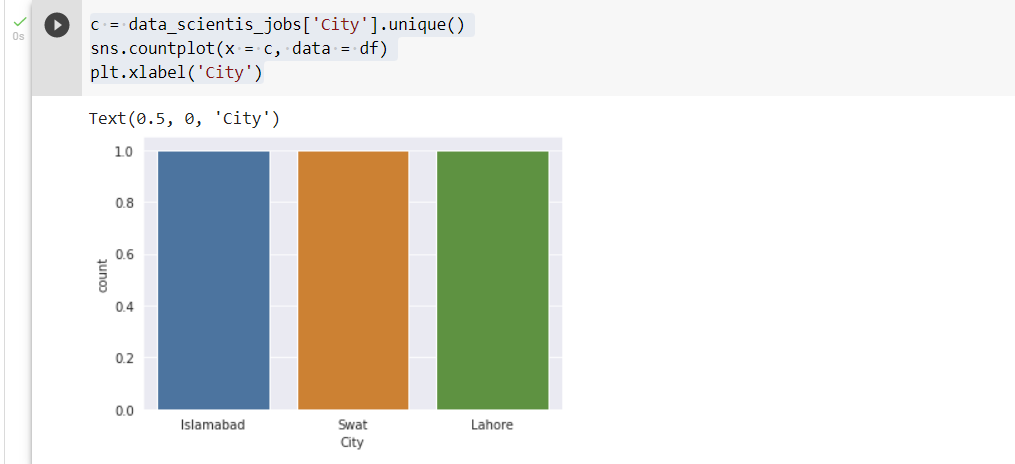 c = data_scientis_jobs['City'].unique()
0s
sns.countplot(x = c, data = df)
plt.xlabel('City')
Text(0.5, 0, 'City')
1.0
0.8
0.6
0.4
0.2
0.0
count
Islamabad Swat Lahore
City